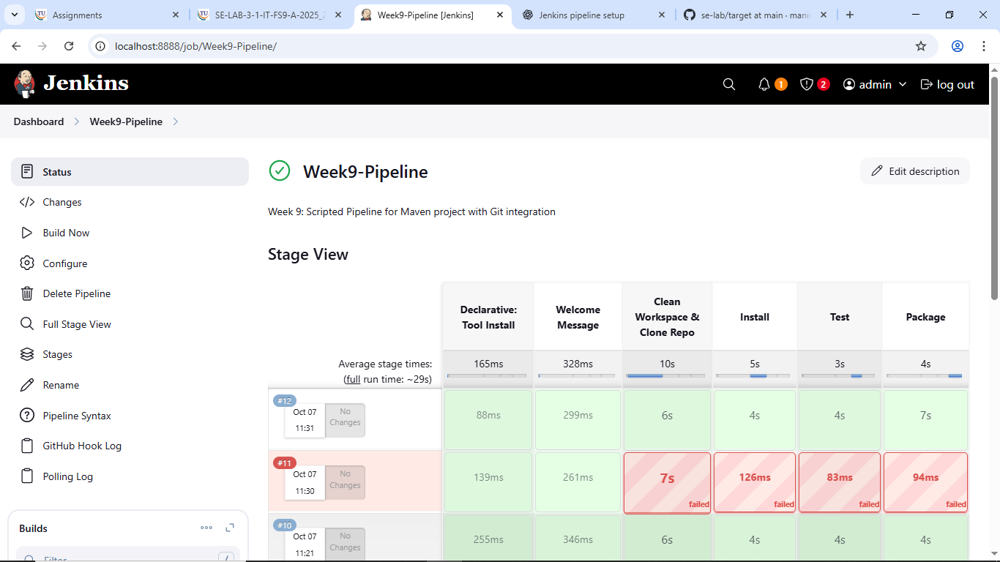 Assignments
SE-LAB-3-1-IT-FS9-A-2025_2
Week9-Pipeline [Jenkins]
Jenkins pipeline setup
se-lab/target at main · manis
localhost:8888/job/Week9-Pipeline/
Jenkins
1
2
admin
log out
Dashboard
Week9-Pipeline
Status
Changes
Build Now
Configure
Delete Pipeline
Full Stage View
Stages
Rename
Pipeline Syntax
GitHub Hook Log
Polling Log
Builds
Filter
/
Week9-Pipeline
Edit description
Week 9: Scripted Pipeline for Maven project with Git integration
Stage View
Declarative:
Tool Install
Welcome
Message
Clean
Workspace &
Clone Repo
Install
Test
Package
Average stage times:
(full run time: ~29s)
165ms
328ms
10s
5s
3s
4s
#12
Oct 07
11:31
No
Changes
88ms
299ms
6s
4s
4s
7s
#11
Oct 07
11:30
No
Changes
139ms
261ms
7s
failed
126ms
failed
83ms
failed
94ms
failed
#10
Oct 07
11:21
No
Changes
255ms
346ms
6s
4s
4s
4s